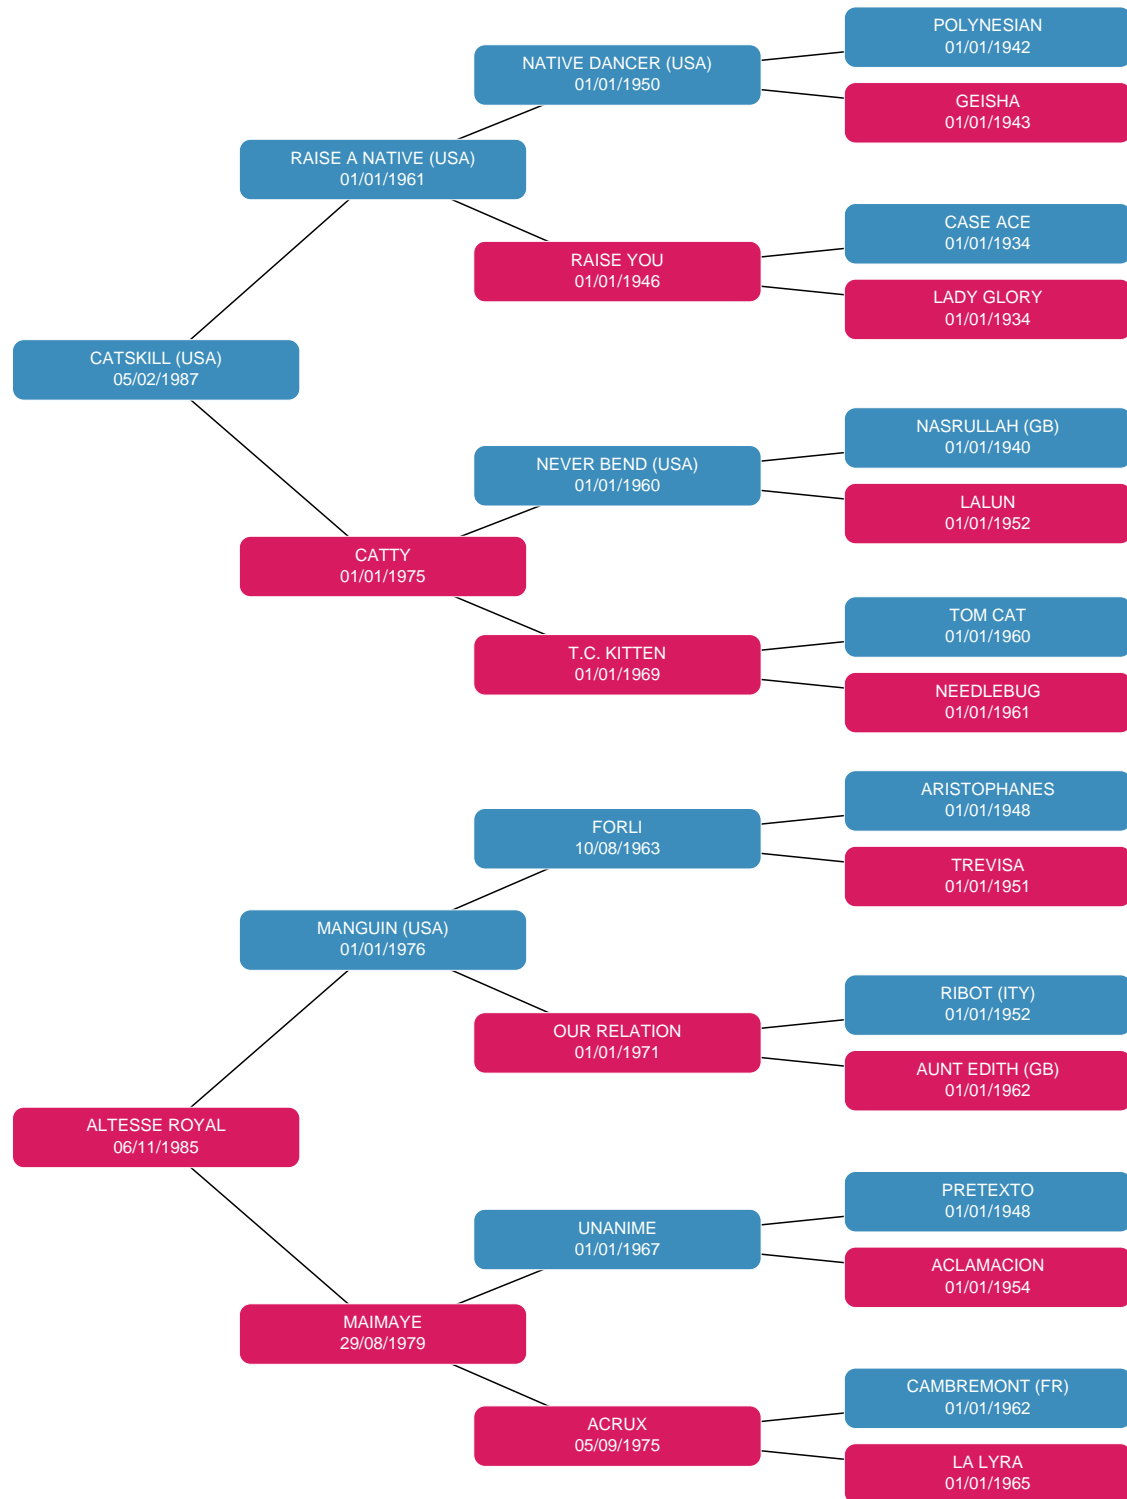 POLYNESIAN
01/01/1942
NATIVE DANCER (USA)
01/01/1950
GEISHA
01/01/1943
RAISE A NATIVE (USA)
01/01/1961
CASE ACE
01/01/1934
RAISE YOU
01/01/1946
LADY GLORY
01/01/1934
CATSKILL (USA)
05/02/1987
NASRULLAH (GB)
01/01/1940
NEVER BEND (USA)
01/01/1960
LALUN
01/01/1952
CATTY
01/01/1975
TOM CAT
01/01/1960
T.C. KITTEN
01/01/1969
NEEDLEBUG
01/01/1961
ARISTOPHANES
01/01/1948
FORLI
10/08/1963
TREVISA
01/01/1951
MANGUIN (USA)
01/01/1976
RIBOT (ITY)
01/01/1952
OUR RELATION
01/01/1971
AUNT EDITH (GB)
01/01/1962
ALTESSE ROYAL
06/11/1985
PRETEXTO
01/01/1948
UNANIME
01/01/1967
ACLAMACION
01/01/1954
MAIMAYE
29/08/1979
CAMBREMONT (FR)
01/01/1962
ACRUX
05/09/1975
LA LYRA
01/01/1965